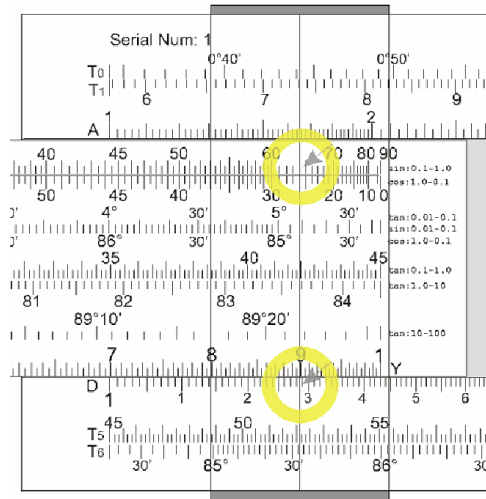 Serial Num: 1
0°40' 0°50'
T0
T1
6 7 8 9
A 1 2
40 45 50 60 70 80 90
sin:0.1-1.0
cos:1.0-0.1
50 45 40 30 20 10 0
4° 30' 5° 30'
tan:0.01-0.1
sin:0.01-0.1
cos:1.0-0.1
86° 30' 85° 30'
35 40 45
tan:0.1-1.0
tan:1.0-10
81 82 83 84
89°10' 89°20'
tan:10-100
7 8 9 1 Y
D 1 1 2 3 4 5 6
45 50 55
T5
T6
30' 85° 30' 86° 30'